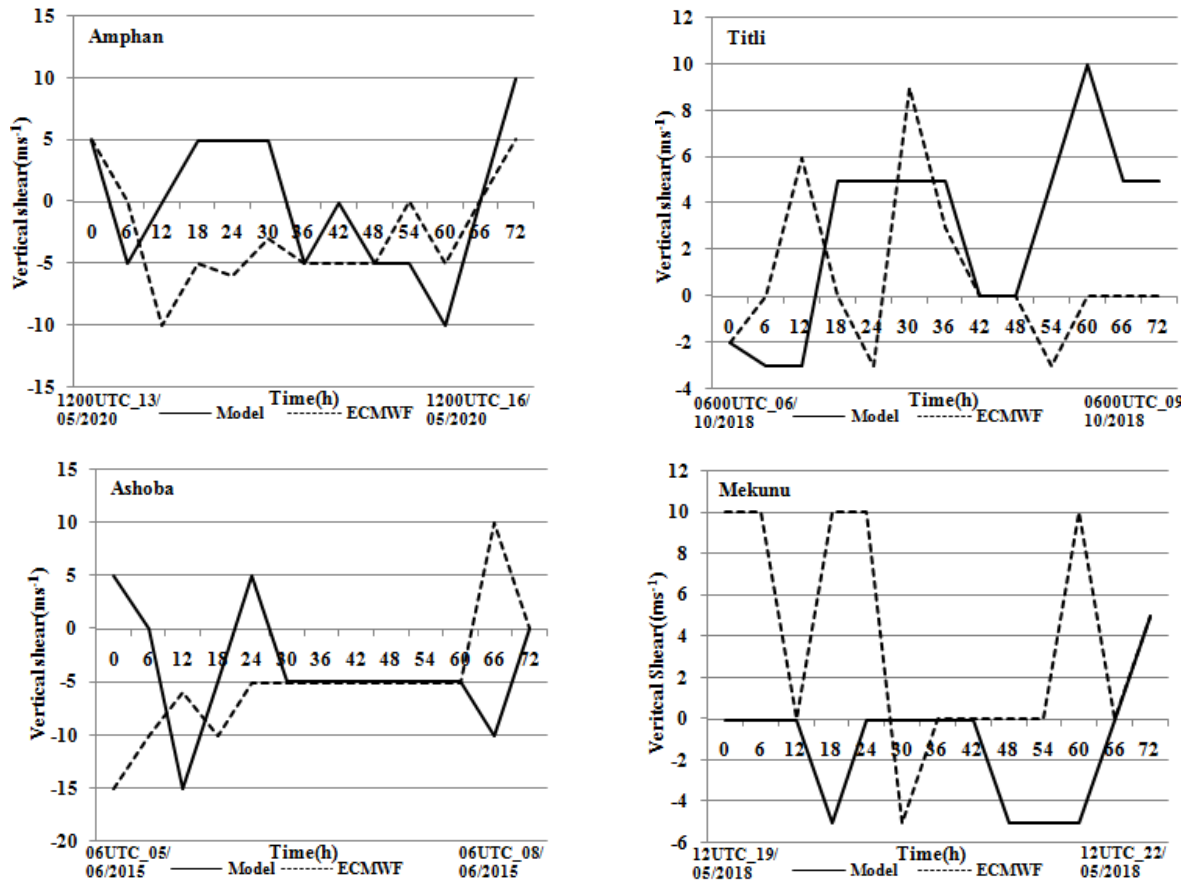 Amphan
Vertical shear(ms-1)
15
10
5
0
-5
-10
-15
0 6 12 18 24 30 36 42 48 54 60 66 72
1200UTC_13/
05/2020
Time(h)
1200UTC_16/
05/2020
Model ECMWF
Titli
Vertical shear(ms-1)
12
10
8
6
4
2
0
-2
-4
0 6 12 18 24 30 36 42 48 54 60 66 72
0600UTC_06/
10/2018
Time(h)
0600UTC_09/
10/2018
Model ECMWF
Ashoba
Vertical shear(ms-1)
15
10
5
0
-5
-10
-15
-20
0 6 12 18 24 30 36 42 48 54 60 66 72
06UTC_05/
06/2015
Time(h)
06UTC_08/
06/2015
Model ECMWF
Mekunu
Veritcal Shear((ms-1)
12
10
8
6
4
2
0
-2
-4
-6
0 6 12 18 24 30 36 42 48 54 60 66 72
12UTC_19/
05/2018
Time(h)
12UTC_22/
05/2018
Model ECMWF